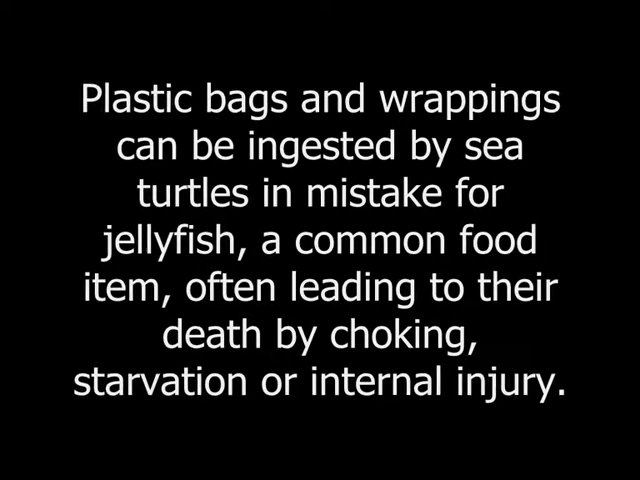 Plastic bags and wrappings
can be ingested by sea
turtles in mistake for
jellyfish, a common food
item, often leading to their
death by choking,
starvation or internal injury.